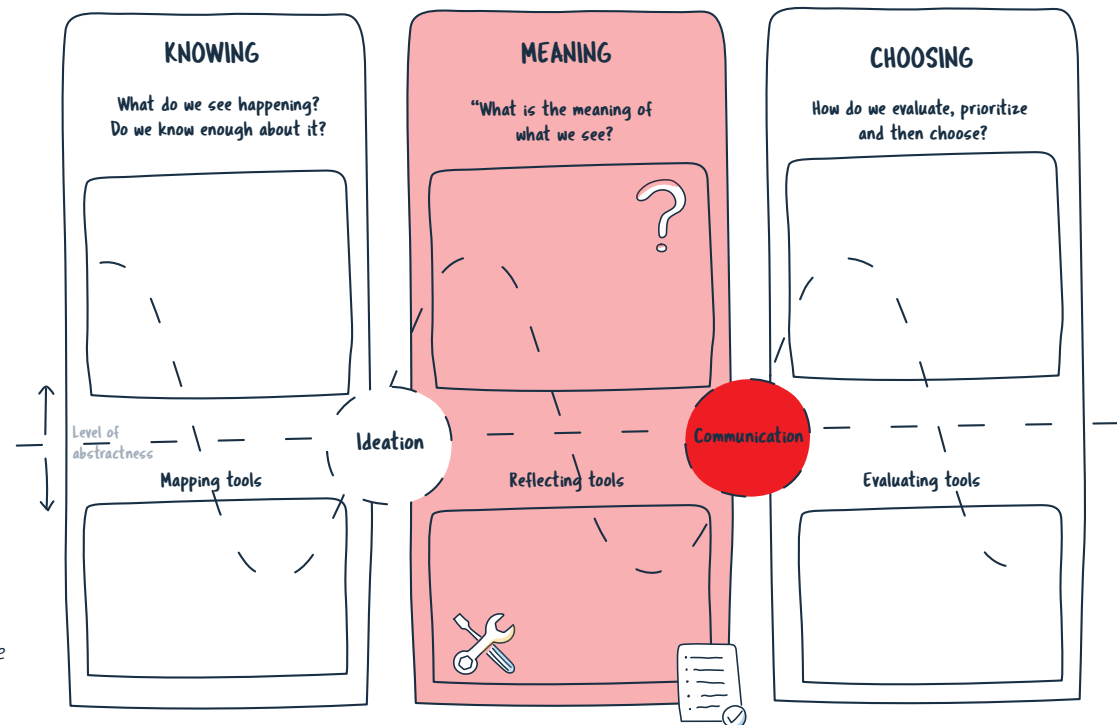 KNOWING
What do we see happening?
Do we know enough about it?
Level of
abstractness
Mapping tools
Ideation
MEANING
“What is the meaning of
what we see?
Reflecting tools
Communication
CHOOSING
How do we evaluate, prioritize
and then choose?
Evaluating tools
e